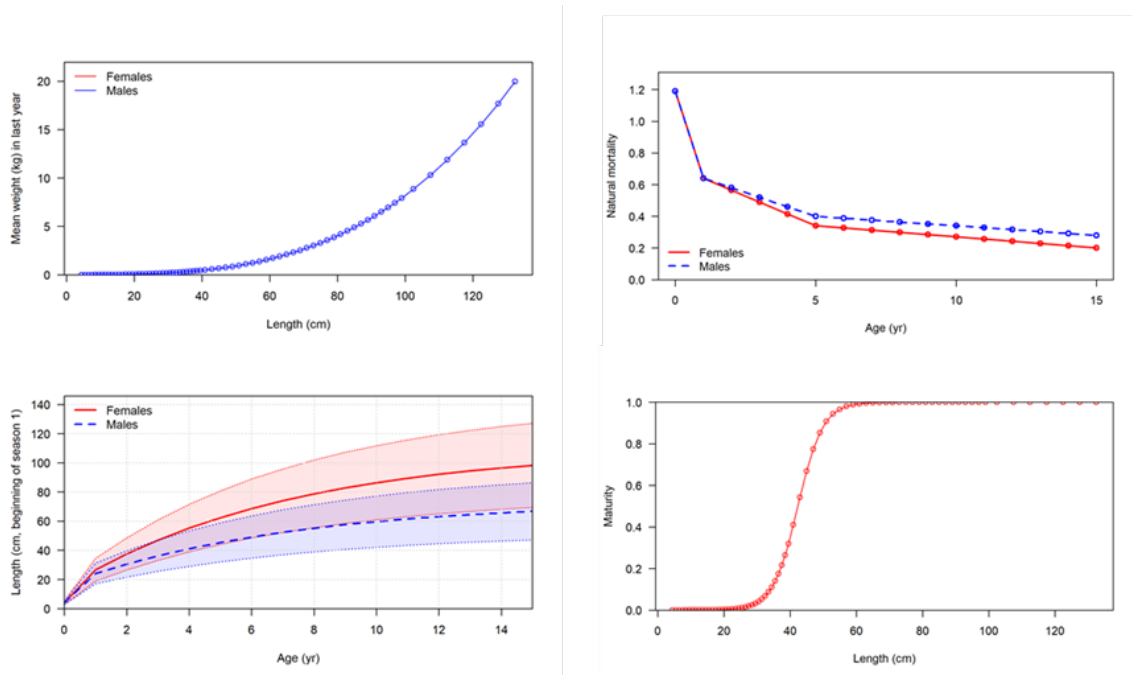 Mean weight (kg) in last year
Females
Males
20
15
10
5
0
0 20 40 60 80 100 120
Length (cm)
Natural mortality
1.2
1.0
0.8
0.6
0.4
0.2
0.0
Females
Males
0 5 10 15
Age (yr)
Length (cm, beginning of season 1)
Females
Males
140
120
100
80
60
40
20
0
0 2 4 6 8 10 12 14
Age (yr)
Maturity
1.0
0.8
0.6
0.4
0.2
0.0
0 20 40 60 80 100 120
Length (cm)